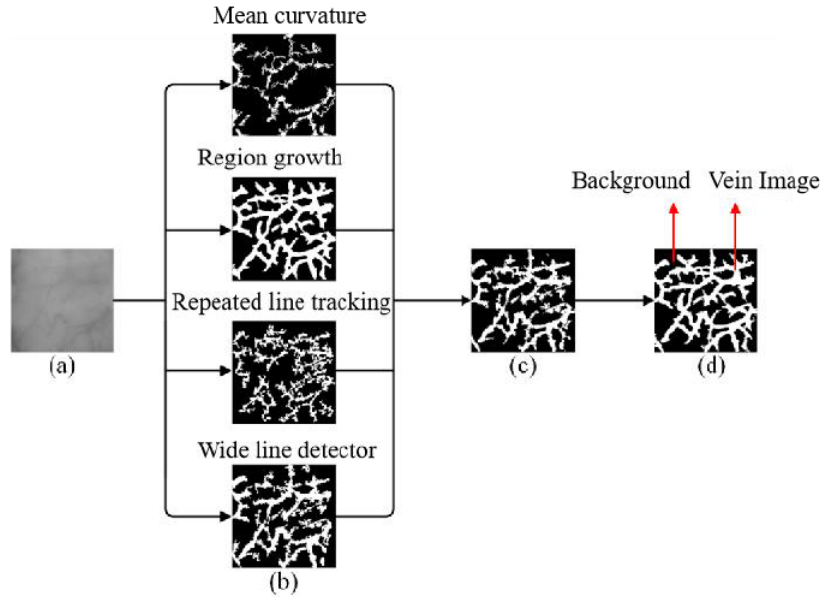 Mean curvature
Region growth
Background
Vein Image
Repeated line tracking
(a)
(c)
(d)
Wide line detector
(b)